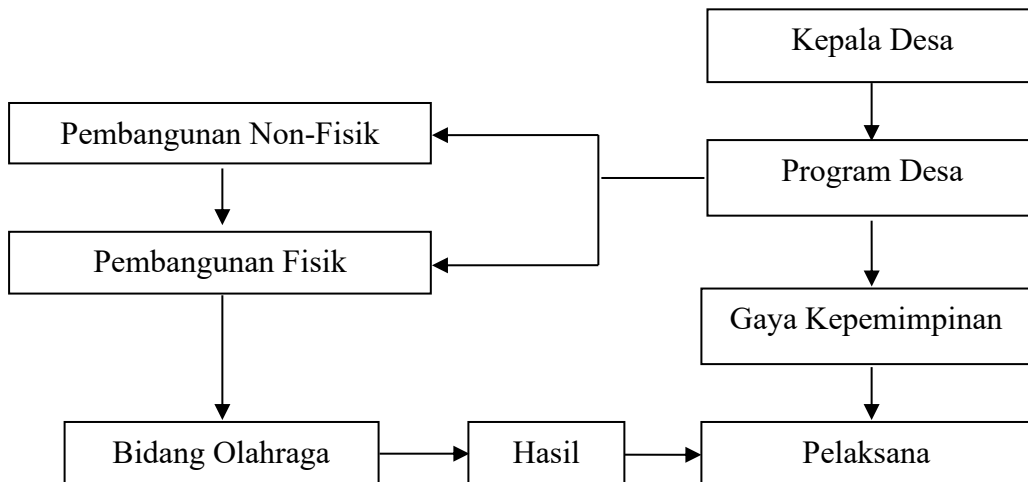 Kepala Desa
Pembangunan Non-Fisik
Program Desa
Pembangunan Fisik
Gaya Kepemimpinan
Bidang Olahraga
Hasil
Pelaksana